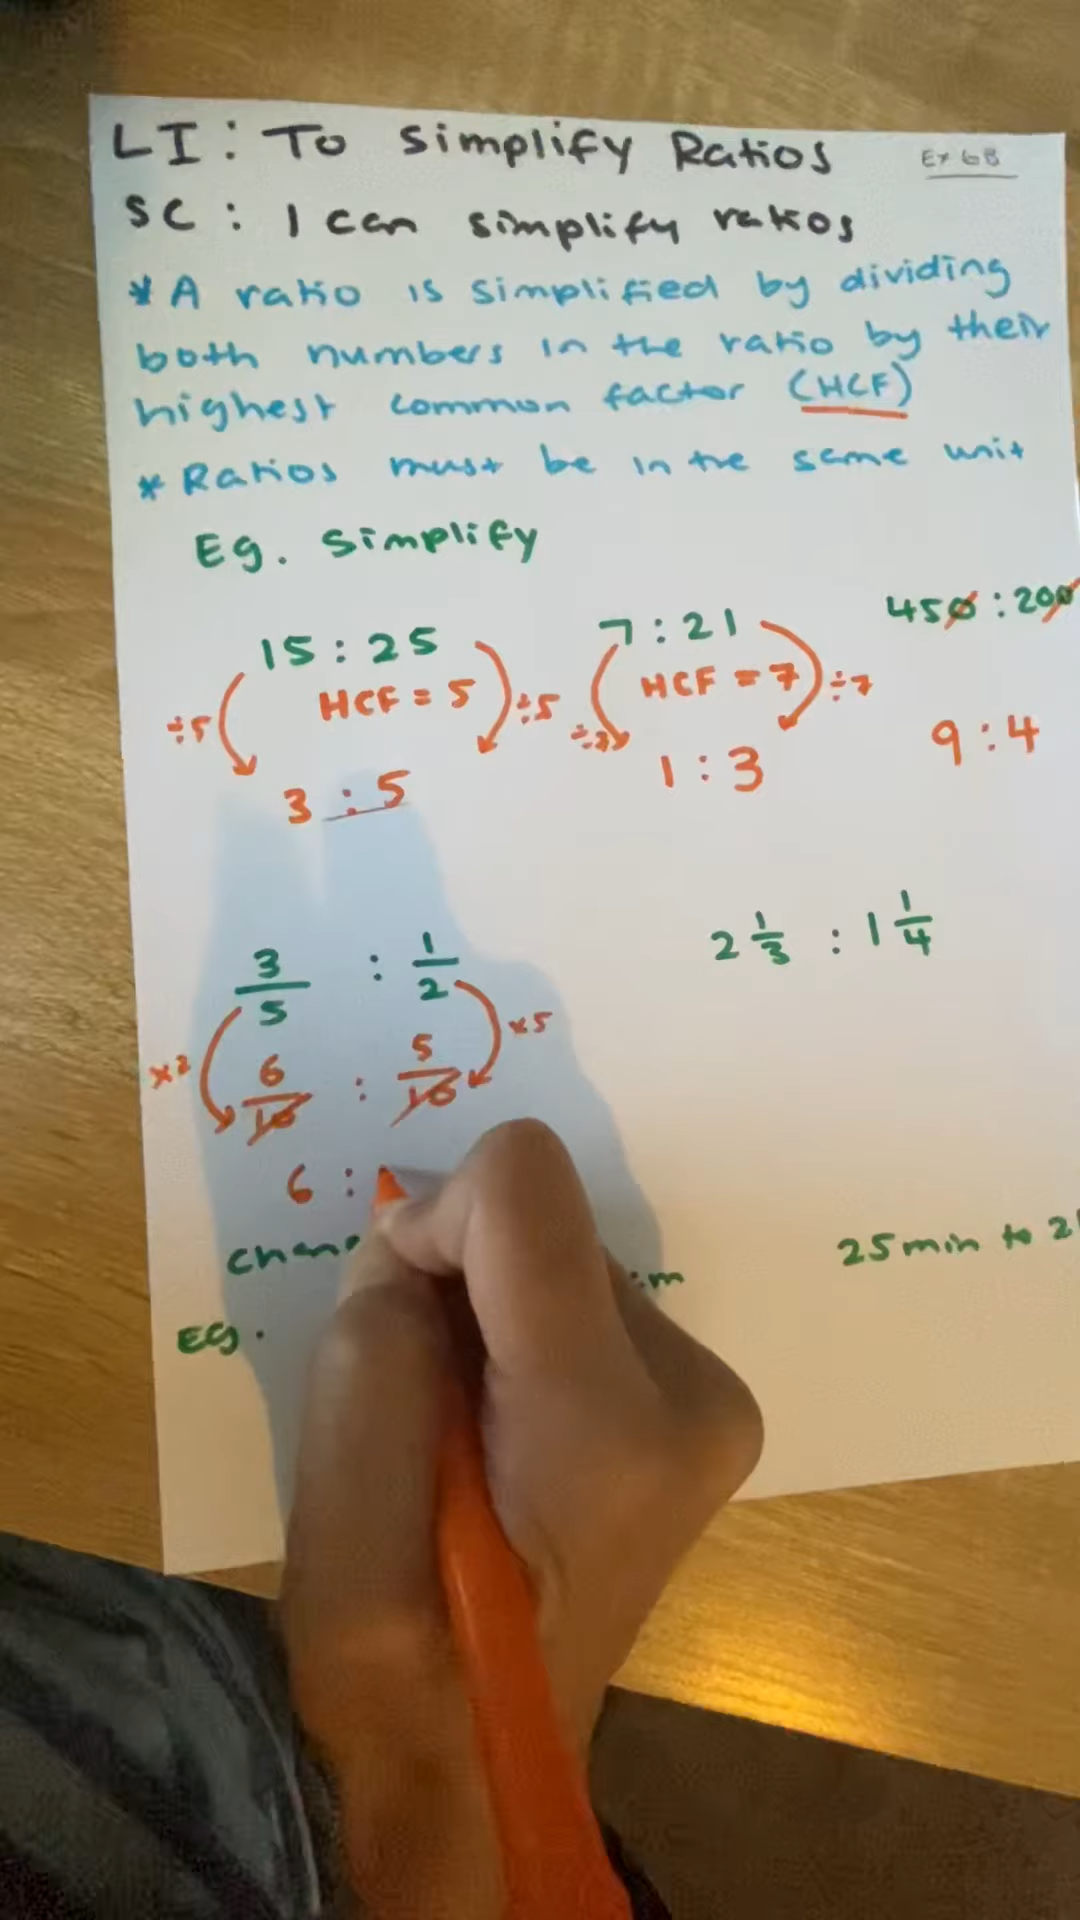 LI : To Simplify Ratios Ex 6B
SC : I can simplify ratios
* A ratio is simplified by dividing
both numbers in the ratio by their
highest common factor (HCF)
* Ratios must be in the same unit
Eg. Simplify
15 : 25
÷5 HCF = 5 ÷5
3 : 5
7 : 21
÷7 HCF = 7 ÷7
1 : 3
450 : 200
9 : 4
3/5 : 1/2
×2 ×5
6/10 : 5/10
6 :
2 1/3 : 1 1/4
25min to
Eg.